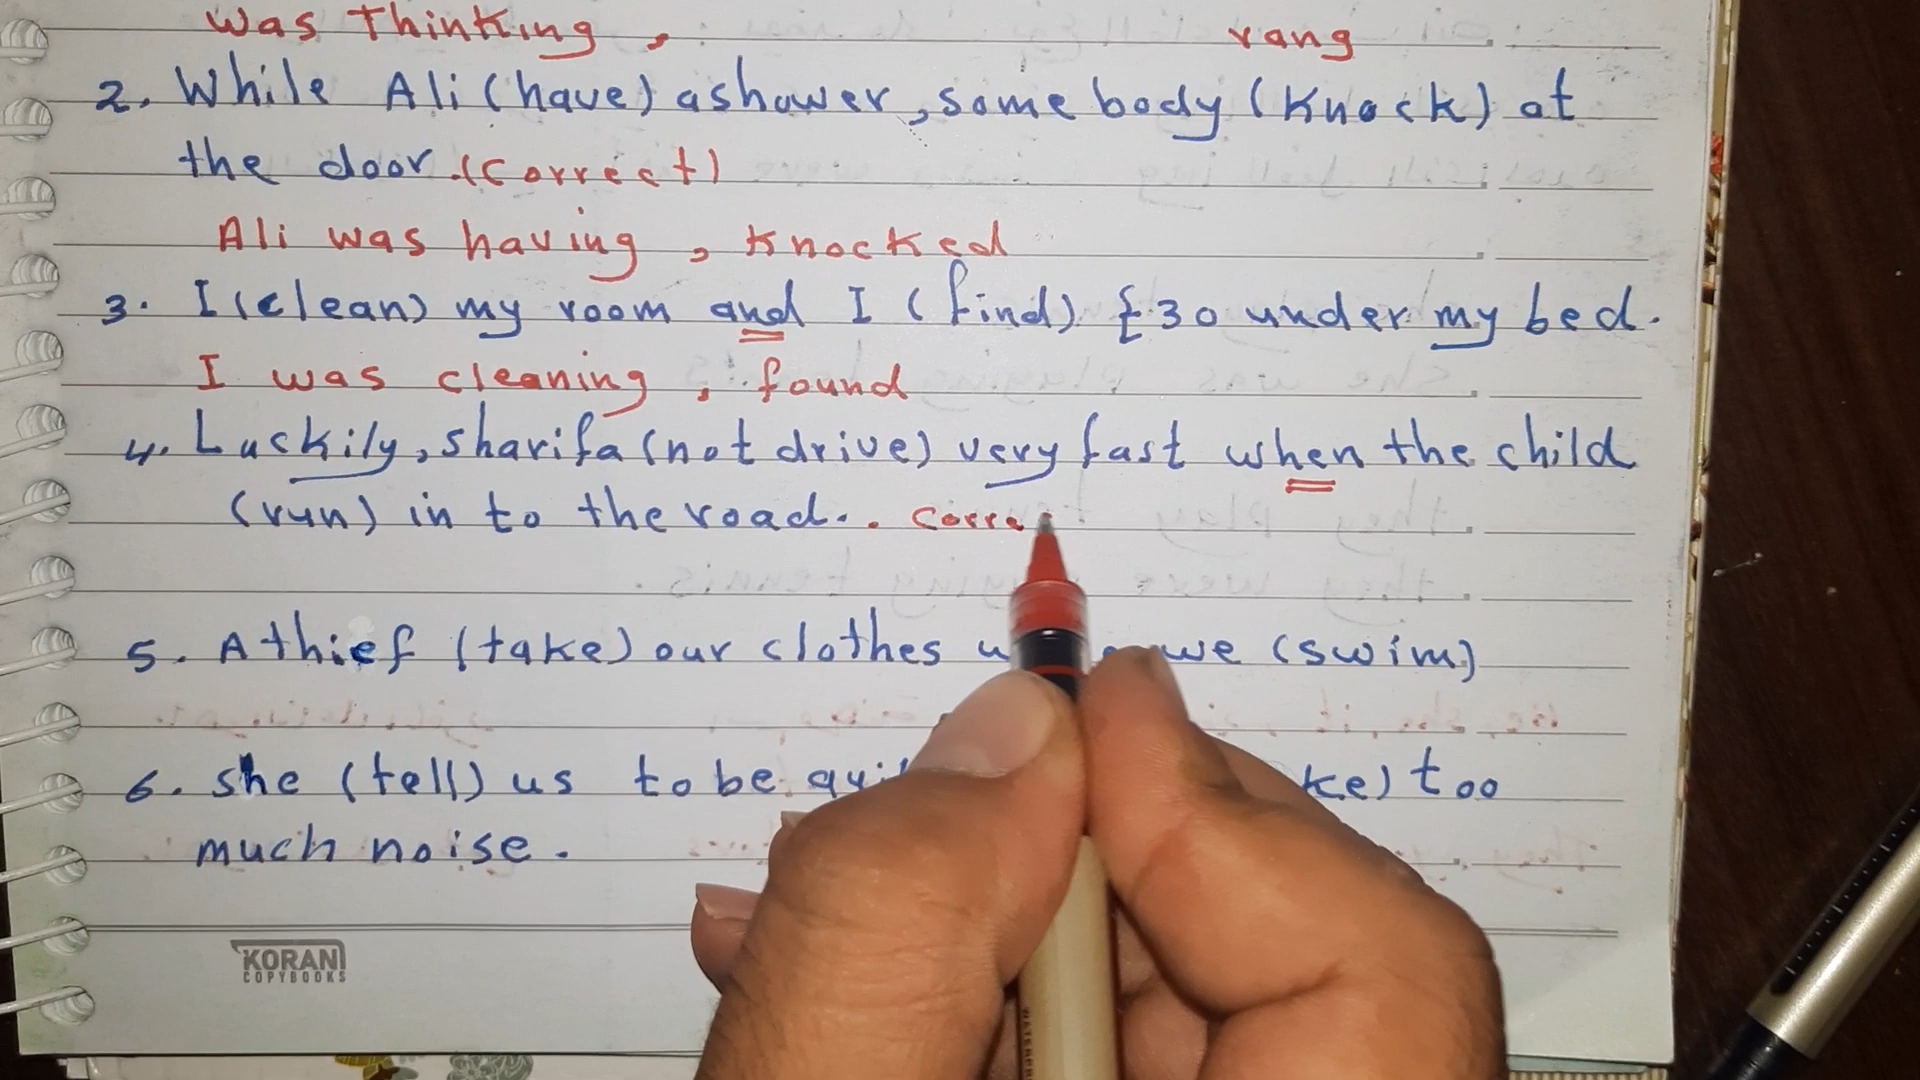 was Thinking , rang
2. While Ali (have) a shower, some body (Knock) at
the door. (Correct)
Ali was having , Knocked
3. I (clean) my room and I (find) £30 under my bed.
I was cleaning , found
4. Luckily, sharifa (not drive) very fast when the child
(run) in to the road. . Corre
5. A thief (take) our clothes we (swim)
6. she (tell) us to be too
much noise.
KORANI
COPYBOOKS